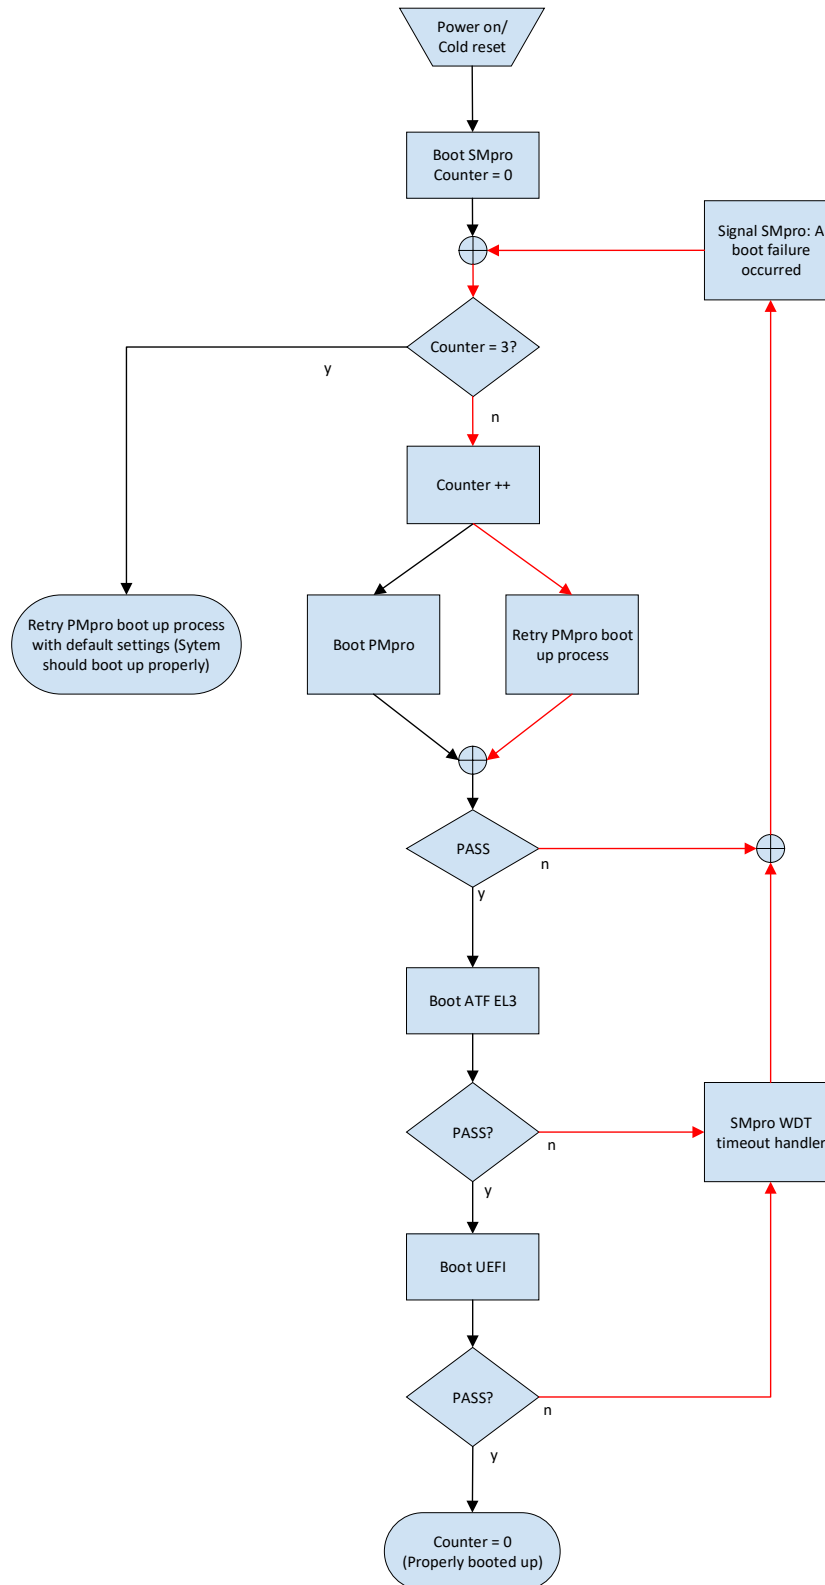 Power on/
Cold reset
Boot SMpro
Counter = 0
Signal SMpro: A
boot failure
occurred
Counter = 3?
y
n
Counter ++
Retry PMpro boot up process
with default settings (Sytem
should boot up properly)
Boot PMpro
Retry PMpro boot
up process
PASS
n
y
Boot ATF EL3
PASS?
n
y
SMpro WDT
timeout handler
Boot UEFI
PASS?
n
y
Counter = 0
(Properly booted up)